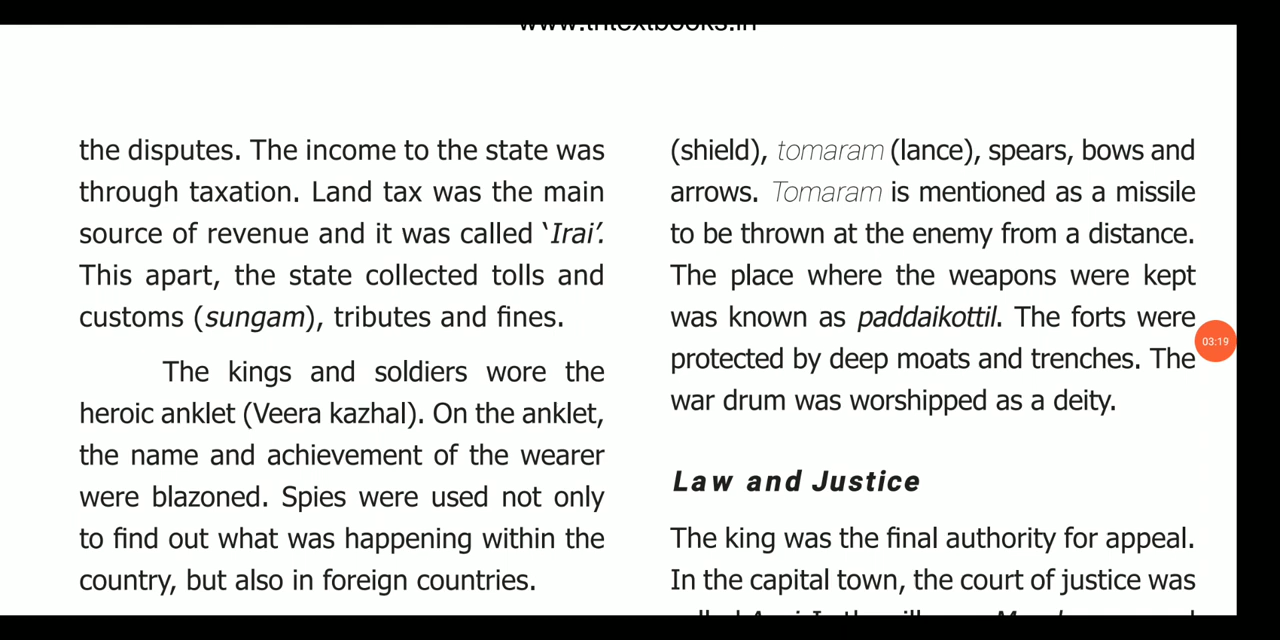 the disputes. The income to the state was
through taxation. Land tax was the main
source of revenue and it was called ‘Irai’.
This apart, the state collected tolls and
customs (sungam), tributes and fines.
The kings and soldiers wore the
heroic anklet (Veera kazhal). On the anklet,
the name and achievement of the wearer
were blazoned. Spies were used not only
to find out what was happening within the
country, but also in foreign countries.
(shield), tomaram (lance), spears, bows and
arrows. Tomaram is mentioned as a missile
to be thrown at the enemy from a distance.
The place where the weapons were kept
was known as paddaikottil. The forts were
protected by deep moats and trenches. The
war drum was worshipped as a deity.
Law and Justice
The king was the final authority for appeal.
In the capital town, the court of justice was
03:19